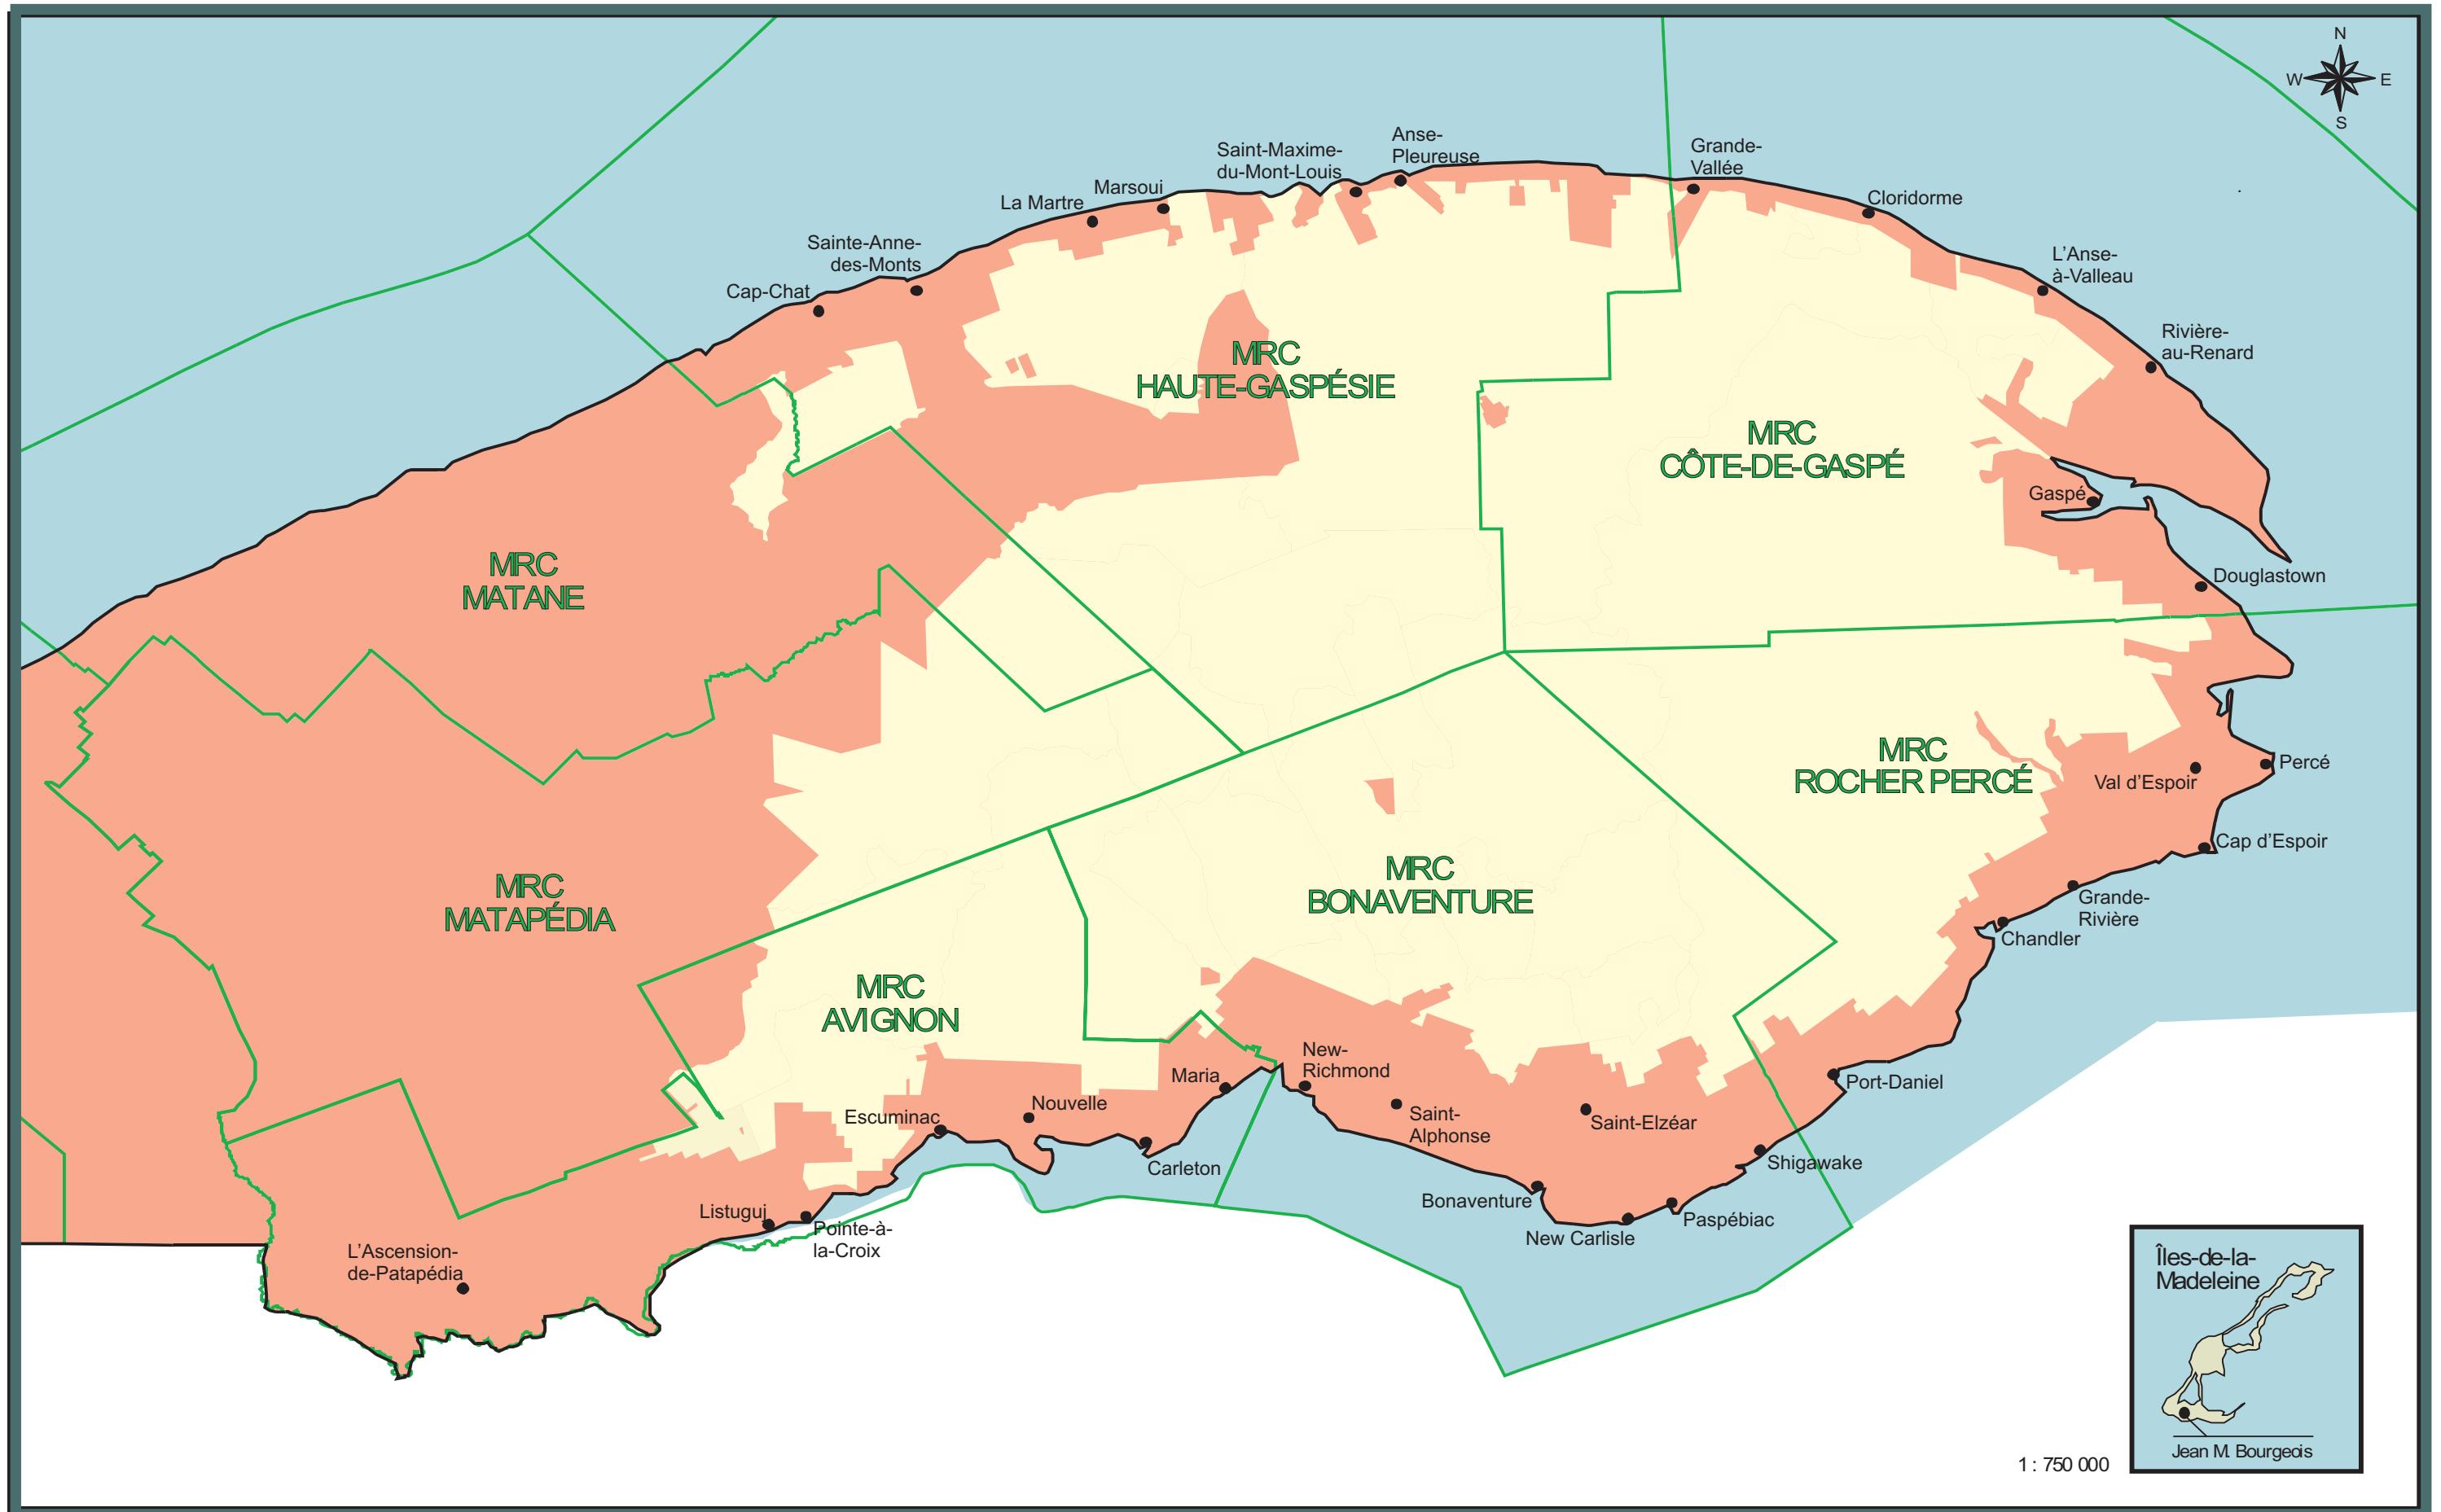 N
W
E
S
Anse-
Pleureuse
Saint-Maxime-
du-Mont-Louis
Grande-
Vallée
Marsoui
La Martre
Cloridorme
Sainte-Anne-
des-Monts
L'Anse-
à-Valleau
Cap-Chat
Rivière-
au-Renard
MRC
HAUTE-GASPÉSIE
MRC
CÔTE-DE-GASPÉ
Gaspé
MRC
MATANE
Douglastown
MRC
ROCHER PERCÉ
Percé
Val d'Espoir
Cap d'Espoir
MRC
MATAPÉDIA
MRC
BONAVENTURE
Grande-
Rivière
Chandler
MRC
AVIGNON
New-
Richmond
Maria
Port-Daniel
Nouvelle
Escuminac
Saint-
Alphonse
Saint-Elzéar
Carleton
Shigawake
Bonaventure
Listuguj
Pointe-à-
la-Croix
Paspébiac
New Carlisle
L'Ascension-
de-Patapédia
Îles-de-la-
Madeleine
Jean M. Bourgeois
1 : 750 000